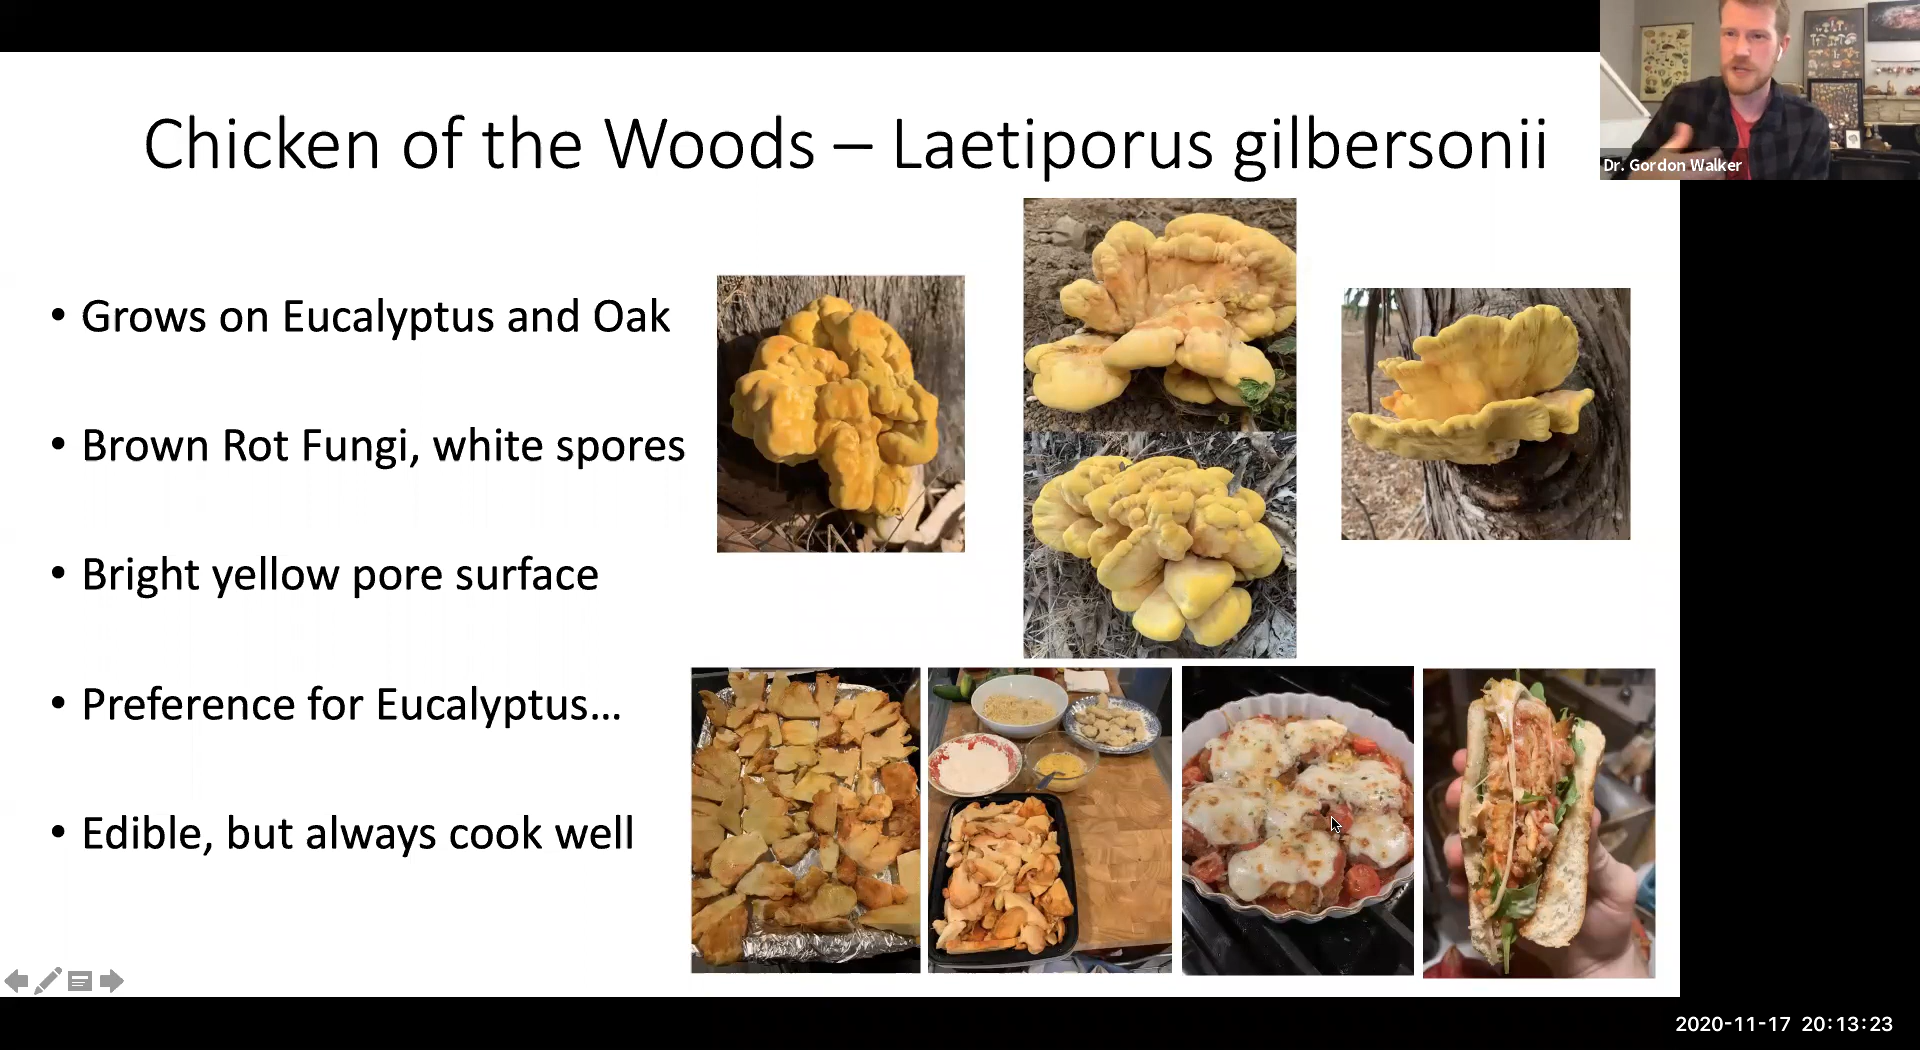 Chicken of the Woods – Laetiporus gilbersonii
Dr. Gordon Walker
• Grows on Eucalyptus and Oak
• Brown Rot Fungi, white spores
• Bright yellow pore surface
• Preference for Eucalyptus...
• Edible, but always cook well
2020-11-17 20:13:23